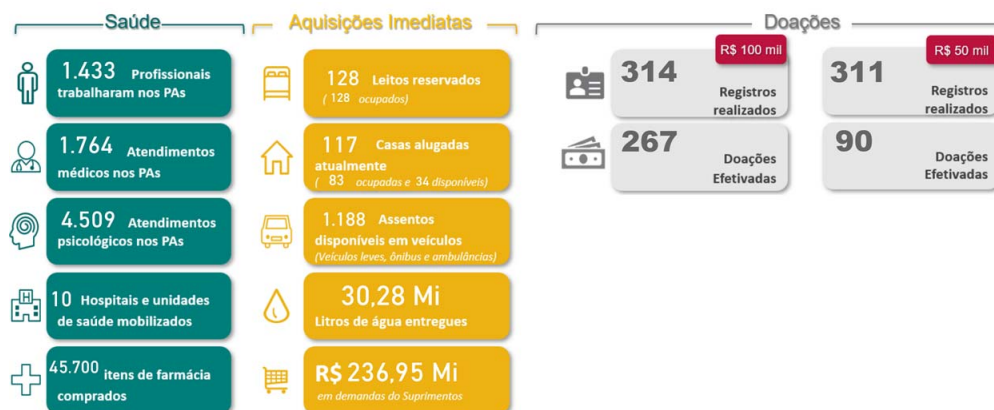 Saúde
1.433 Profissionais
trabalharam nos PAs
1.764 Atendimentos
médicos nos PAs
4.509 Atendimentos
psicológicos nos PAs
10 Hospitais e unidades
de saúde mobilizados
45.700 itens de farmácia
comprados
Aquisições Imediatas
128 Leitos reservados
( 128 ocupados)
117 Casas alugadas
atualmente
( 83 ocupadas e 34 disponíveis)
1.188 Assentos
disponíveis em veículos
(Veículos leves, ônibus e ambulâncias)
30,28 Mi
Litros de água entregues
R$ 236,95 Mi
em demandas do Suprimentos
Doações
R$ 100 mil
314
Registros
realizados
267
Doações
Efetivadas
R$ 50 mil
311
Registros
realizados
90
Doações
Efetivadas
H